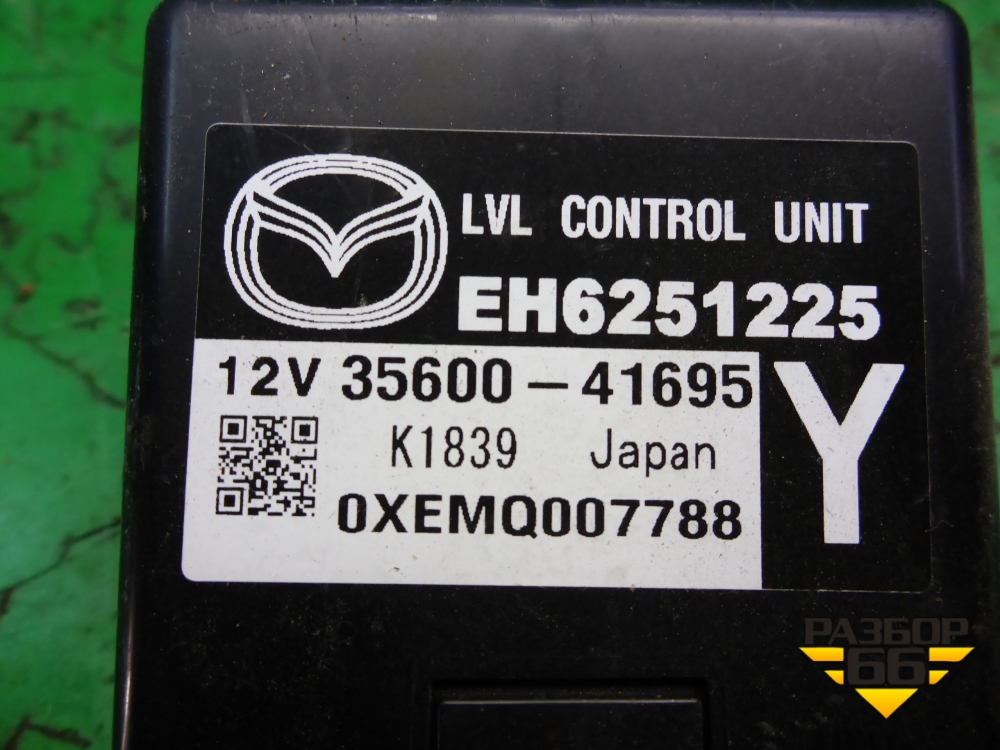 LVL CONTROL UNIT
EH6251225
12V 35600-41695
K1839 Japan
0XEMQ007788
Y
РАЗБОР
66